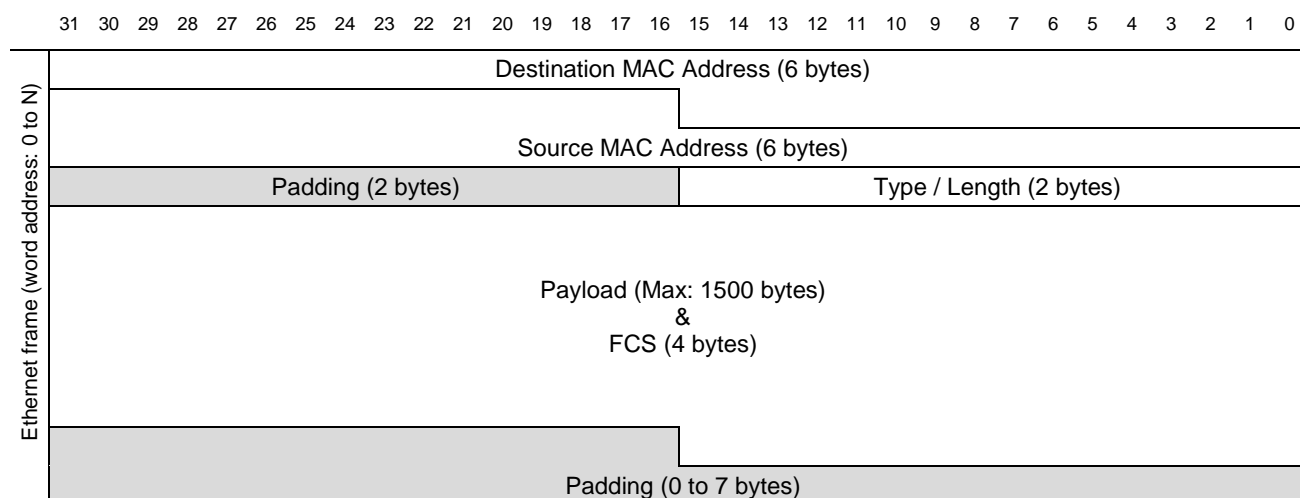 31 30 29 28 27 26 25 24 23 22 21 20 19 18 17 16 15 14 13 12 11 10 9 8 7 6 5 4 3 2 1 0
Ethernet frame (word address: 0 to N)
Destination MAC Address (6 bytes)
Source MAC Address (6 bytes)
Padding (2 bytes) Type / Length (2 bytes)
Payload (Max: 1500 bytes)
&
FCS (4 bytes)
Padding (0 to 7 bytes)